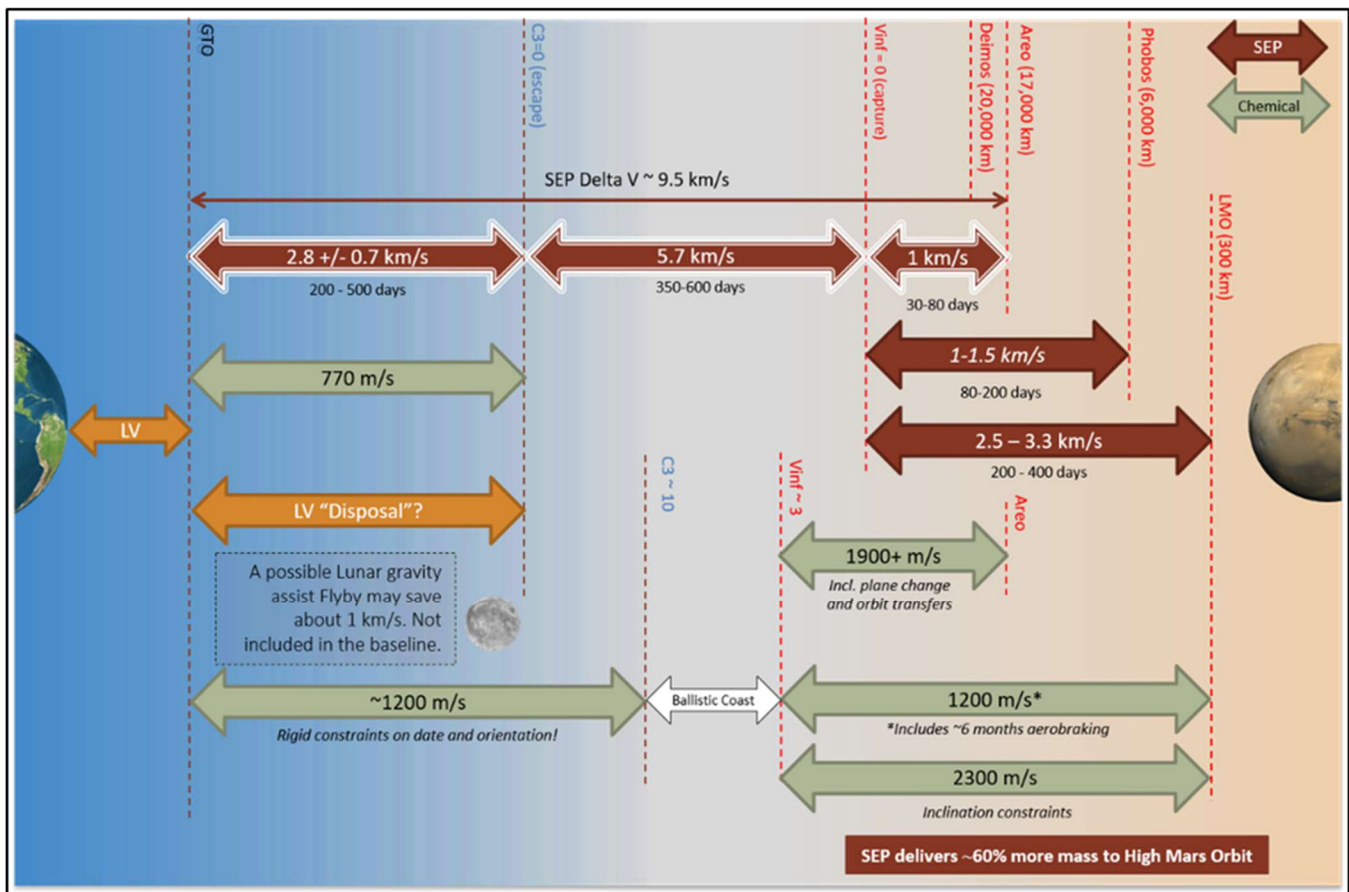 GTO
C3=0 (escape)
Vinf = 0 (capture)
Deimos (20,000 km)
Areo (17,000 km)
Phobos (6,000 km)
SEP
Chemical
LMO (300 km)
SEP Delta V ~ 9.5 km/s
2.8 +/- 0.7 km/s
200 - 500 days
5.7 km/s
350-600 days
1 km/s
30-80 days
770 m/s
1-1.5 km/s
80-200 days
LV
2.5 – 3.3 km/s
200 - 400 days
C3 ~ 10
Vinf ~ 3
Areo
LV “Disposal”?
1900+ m/s
Incl. plane change
and orbit transfers
A possible Lunar gravity
assist Flyby may save
about 1 km/s. Not
included in the baseline.
~1200 m/s
Rigid constraints on date and orientation!
Ballistic Coast
1200 m/s*
*Includes ~6 months aerobraking
2300 m/s
Inclination constraints
SEP delivers ~60% more mass to High Mars Orbit